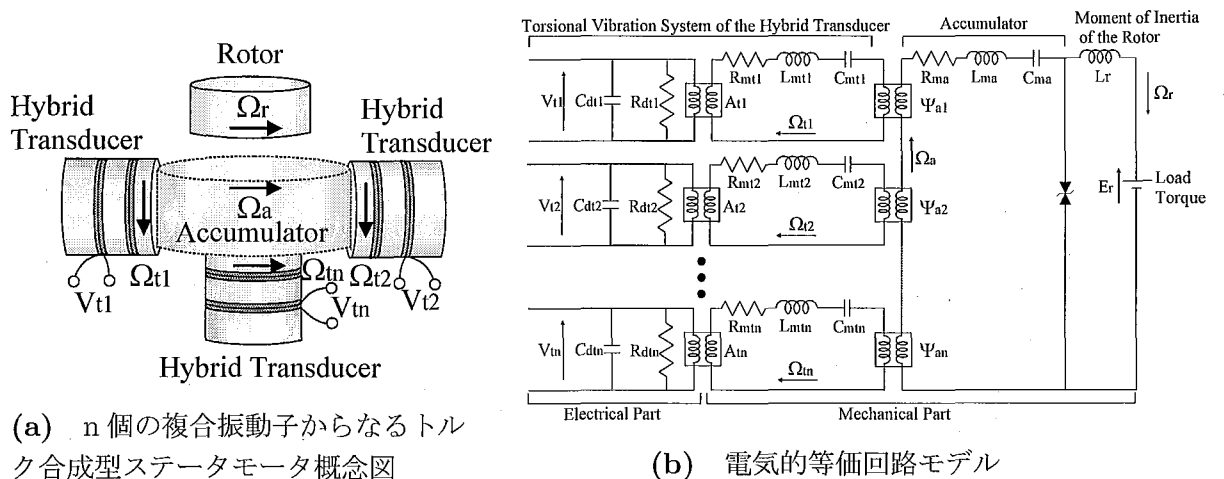 Rotor
Ωr
Hybrid
Transducer
Hybrid
Transducer
Ωa
Accumulator
Ωt1
Ωtn
Ωt2
Vt1
Vtn
Vt2
Hybrid Transducer
(a) n 個の複合振動子からなるトル
ク合成型ステータモータ概念図
Torsional Vibration System of the Hybrid Transducer
Accumulator
Moment of Inertia
of the Rotor
Rmt1 Lmt1 Cmt1
Rma Lma Cma
Lr
Vt1 Cdt1 Rdt1 At1
Ψa1
Ωr
Ωt1
Ωa
Rmt2 Lmt2 Cmt2
Vt2 Cdt2 Rdt2 At2
Ψa2
Er
Load
Torque
Ωt2
Rmtn Lmtn Cmtn
Vtn Cdtn Rdtn Atn
Ψan
Ωtn
Electrical Part
Mechanical Part
(b) 電気的等価回路モデル